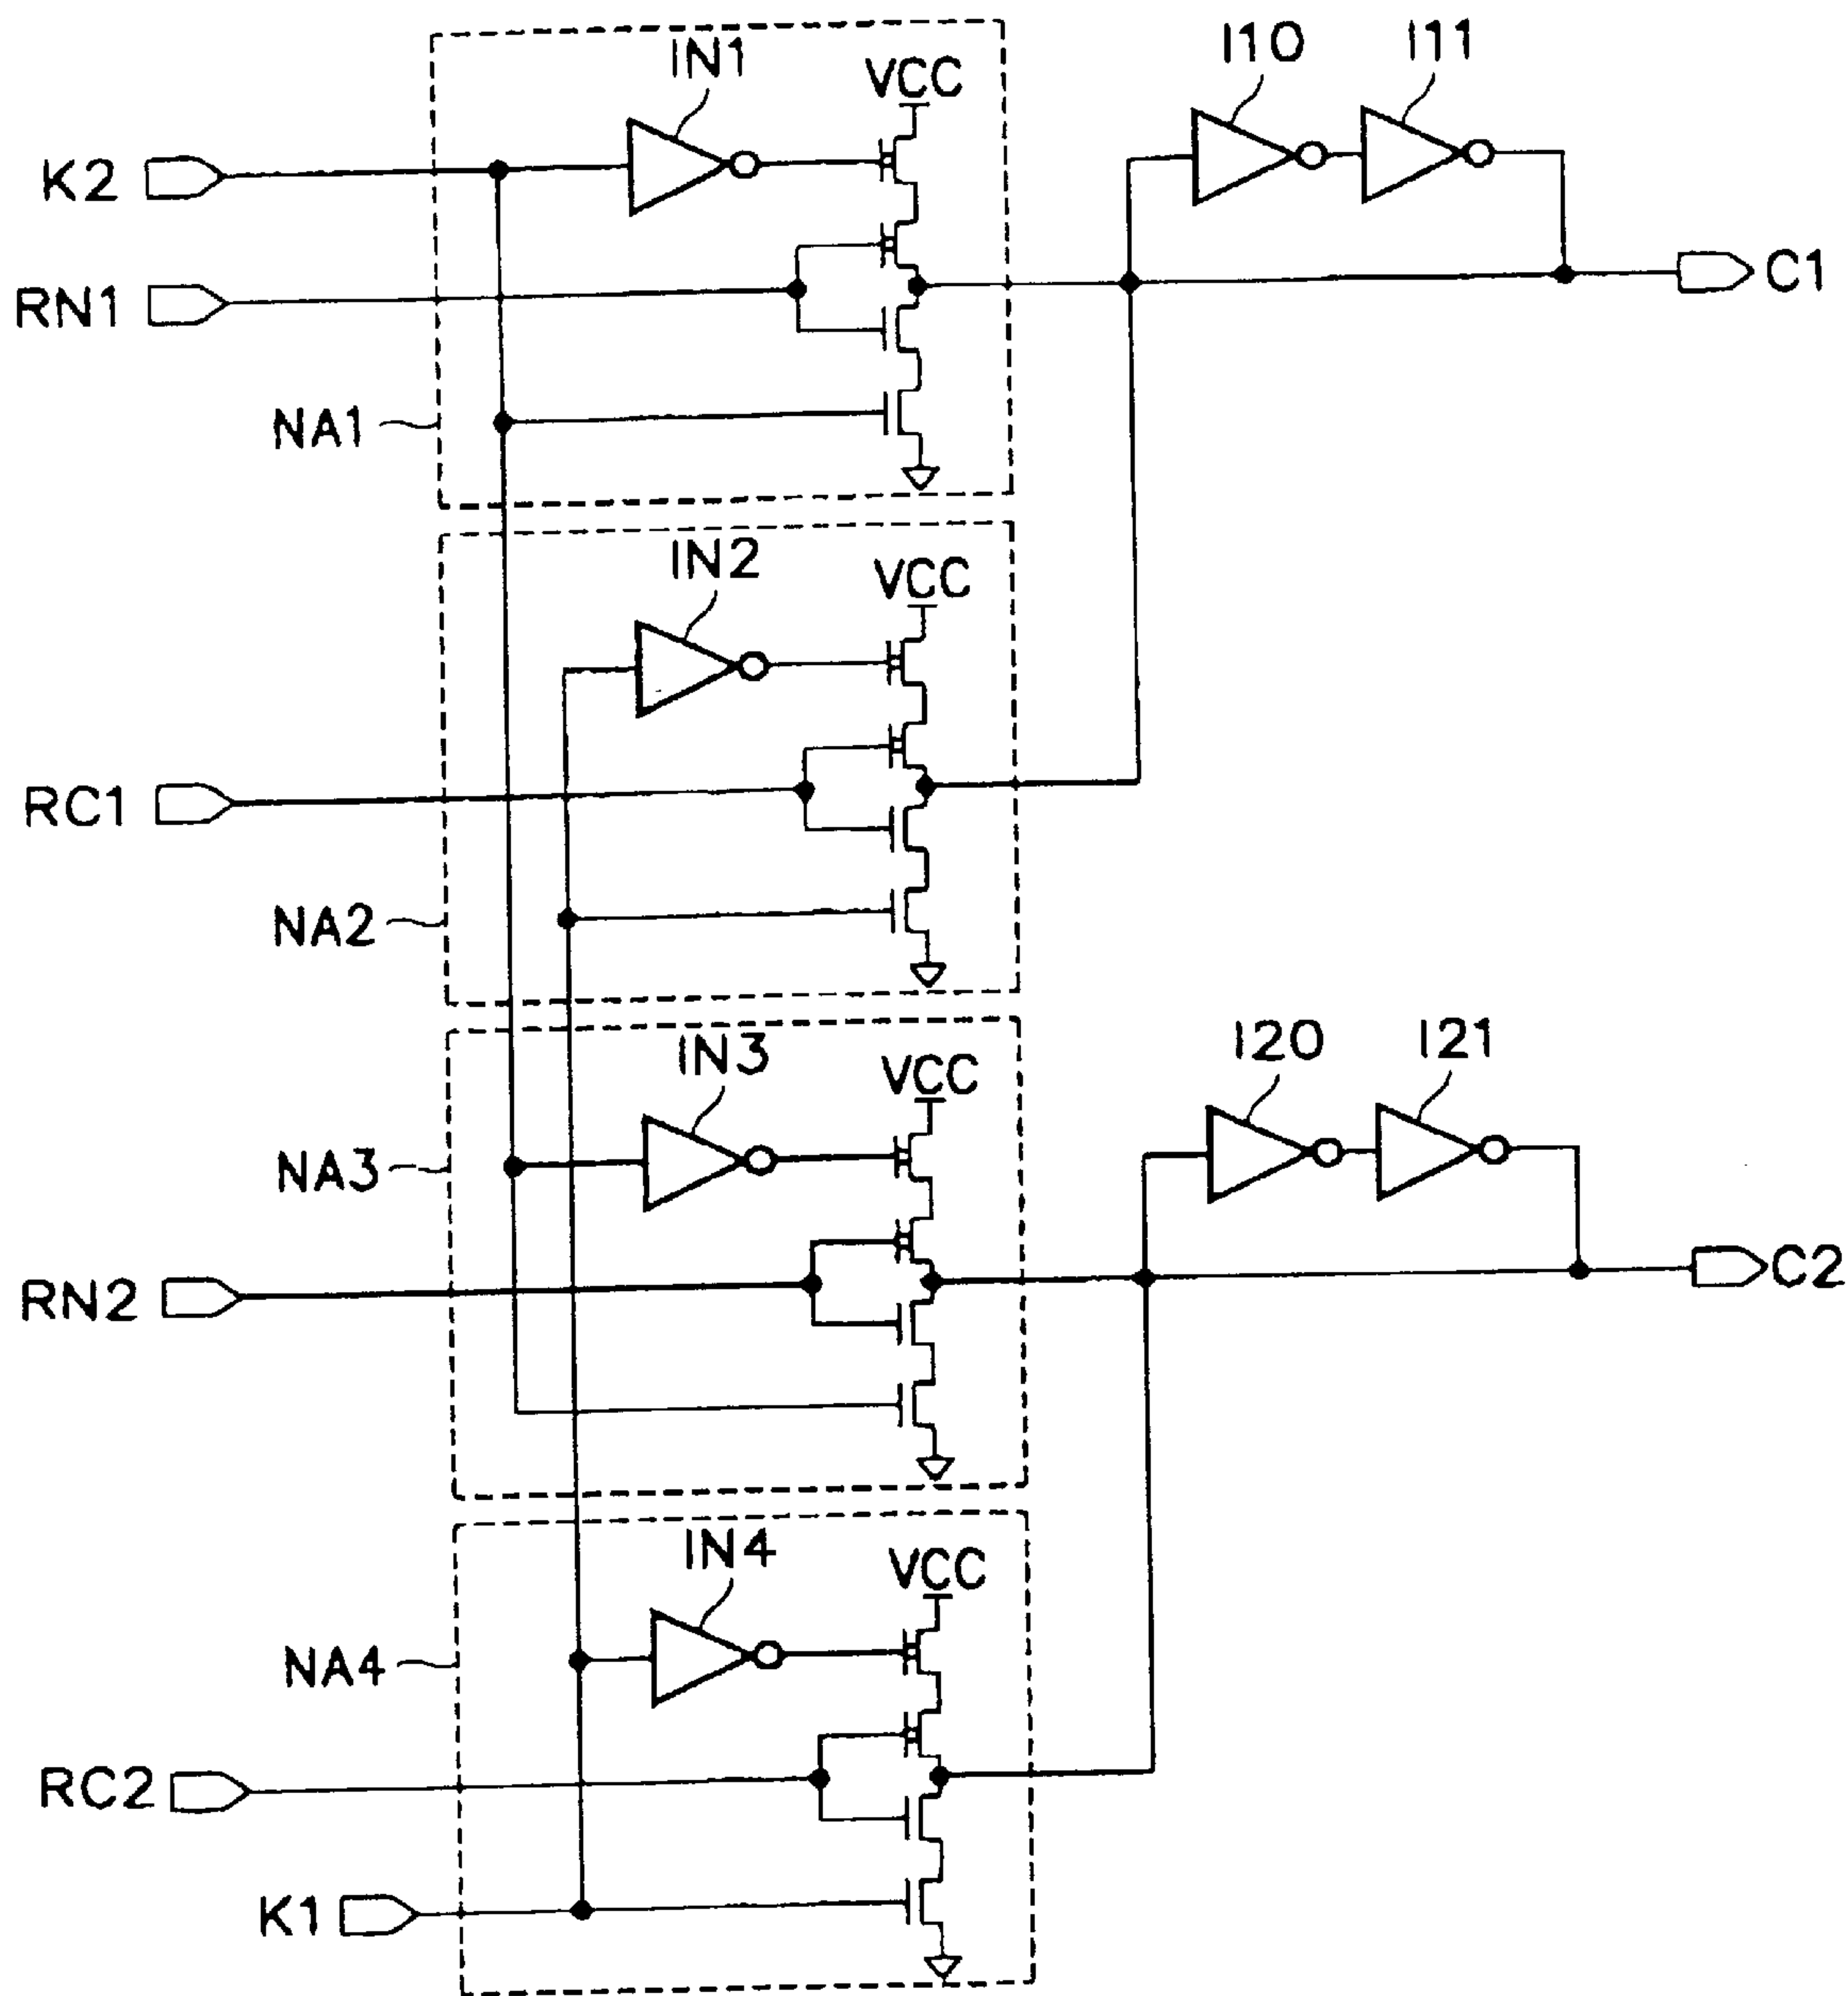 IN1
I10
I11
VCC
K2
RN1
C1
NA1
IN2
VCC
RC1
NA2
IN3
VCC
I20
I21
NA3
RN2
C2
IN4
VCC
NA4
RC2
K1